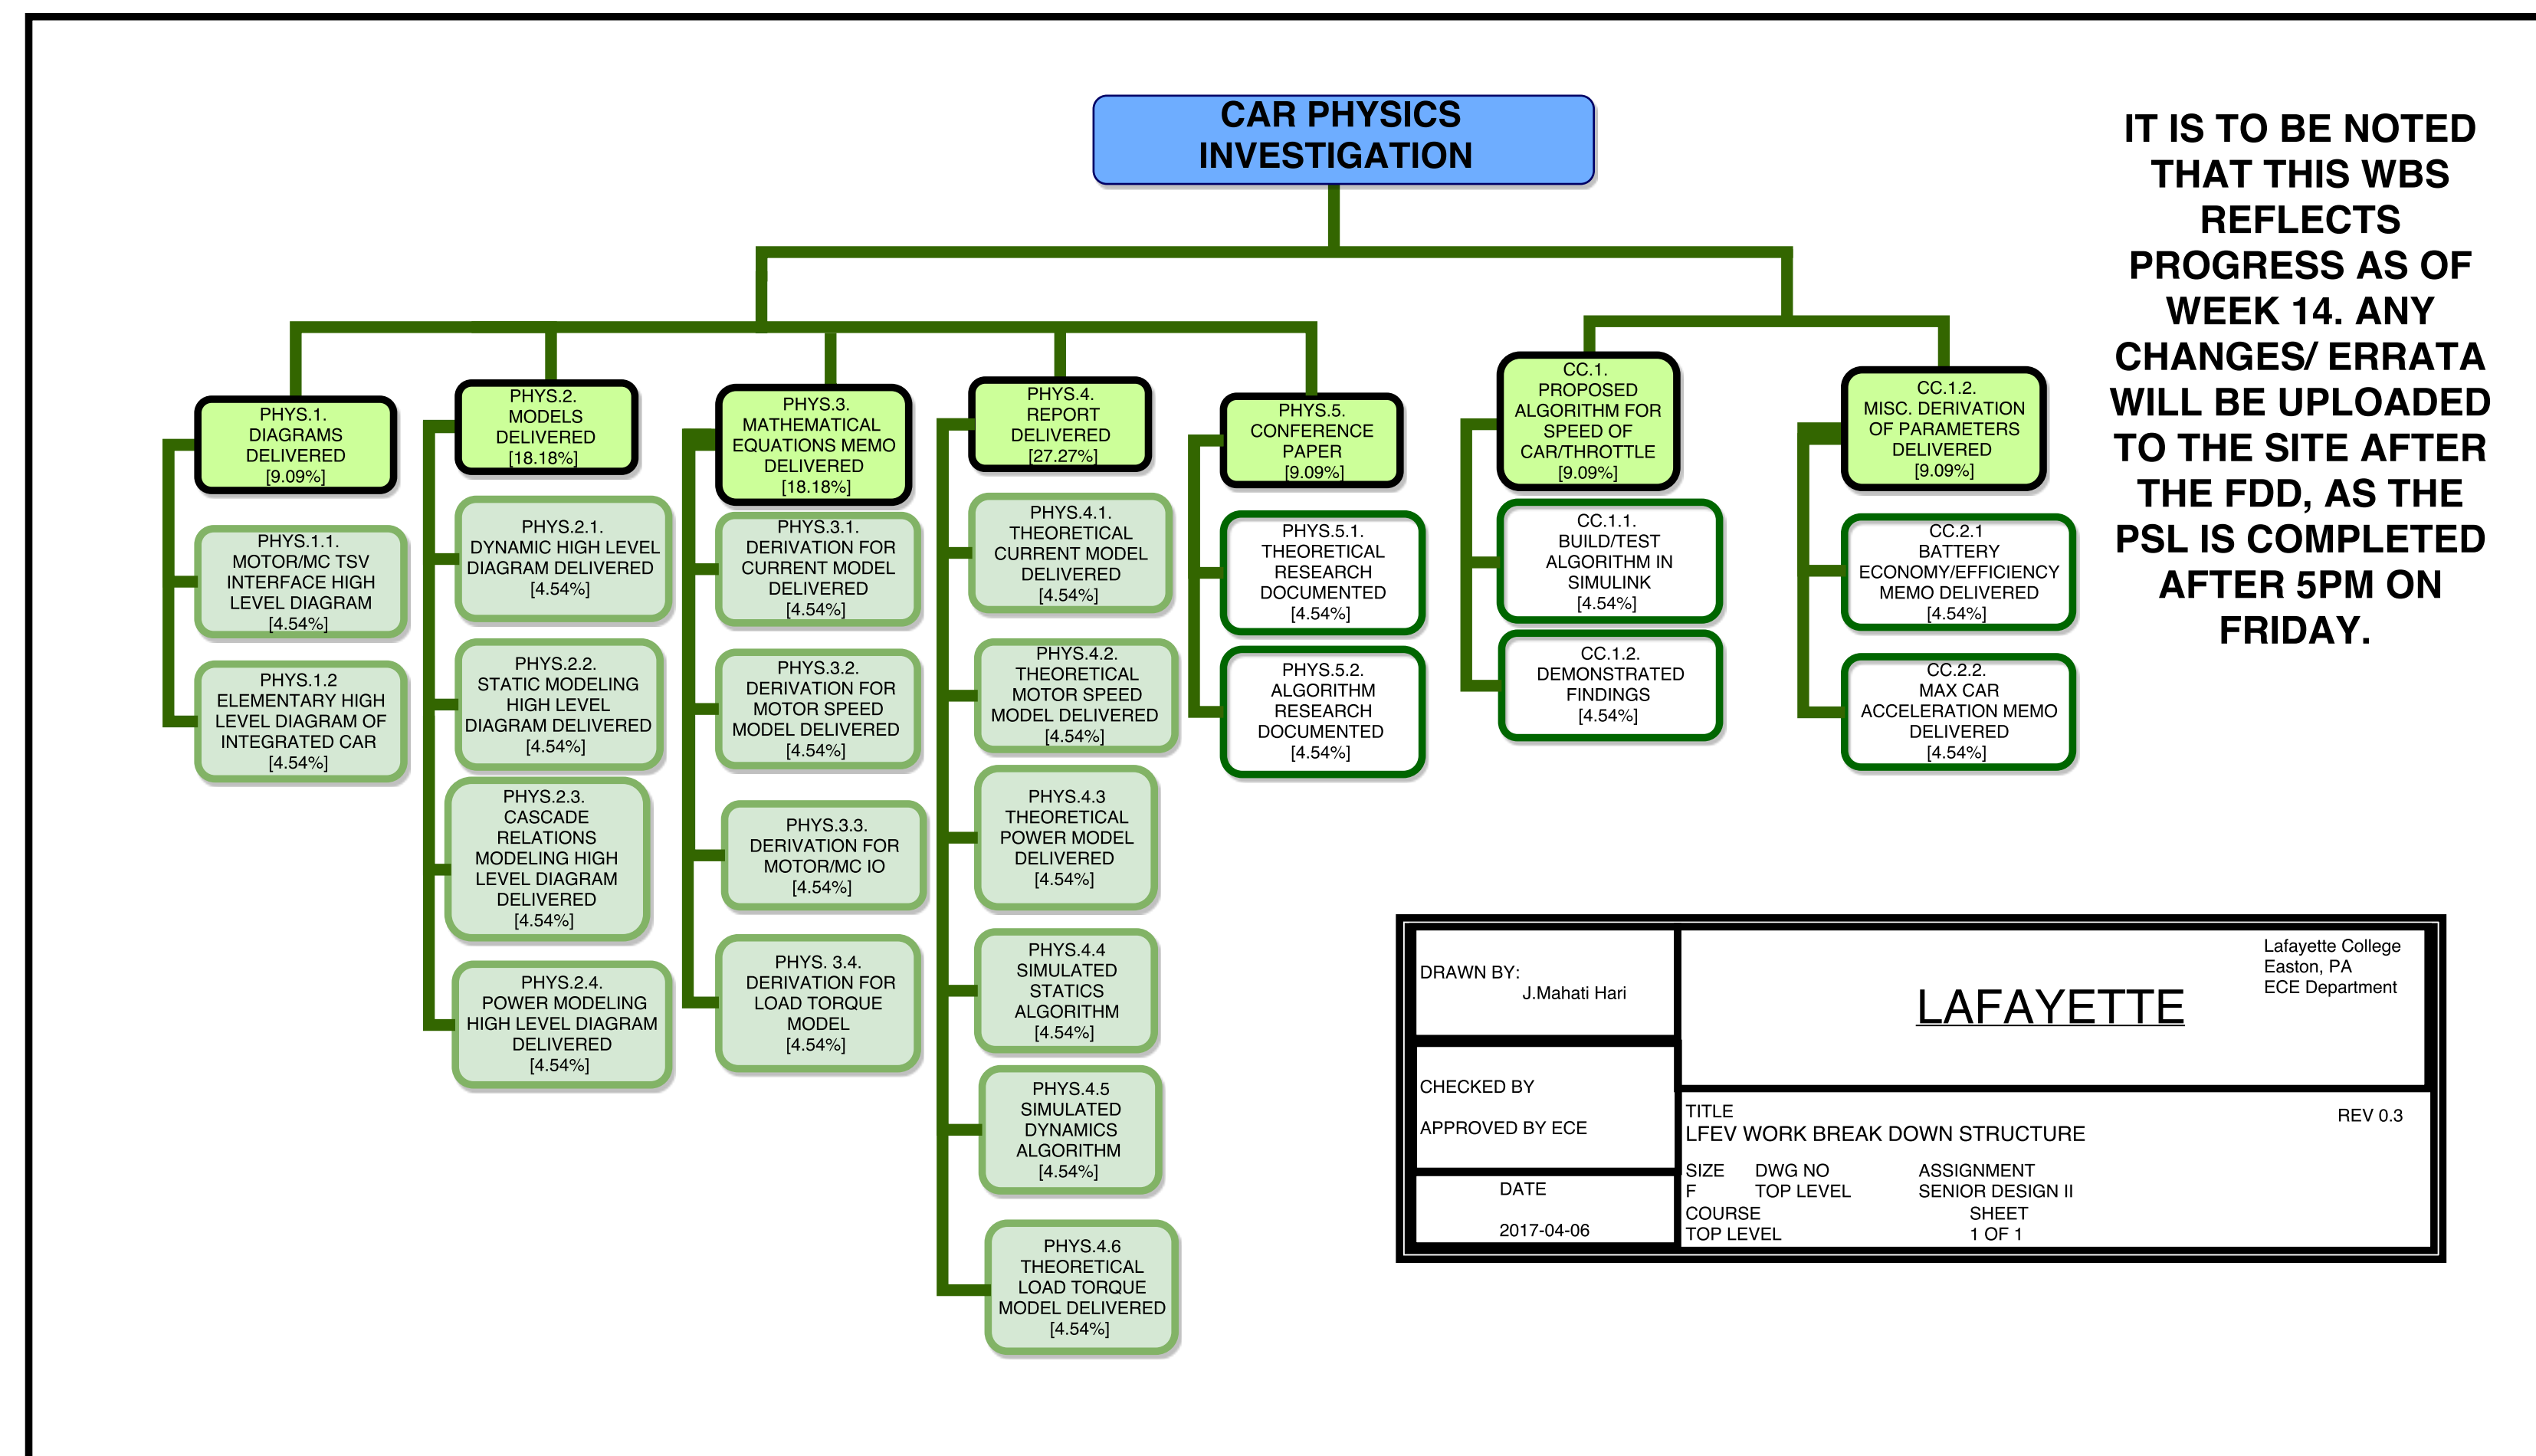 CAR PHYSICS
INVESTIGATION
IT IS TO BE NOTED
THAT THIS WBS
REFLECTS
PROGRESS AS OF
WEEK 14. ANY
CHANGES/ ERRATA
WILL BE UPLOADED
TO THE SITE AFTER
THE FDD, AS THE
PSL IS COMPLETED
AFTER 5PM ON
FRIDAY.
PHYS.1.
DIAGRAMS
DELIVERED
[9.09%]
PHYS.1.1.
MOTOR/MC TSV
INTERFACE HIGH
LEVEL DIAGRAM
[4.54%]
PHYS.1.2
ELEMENTARY HIGH
LEVEL DIAGRAM OF
INTEGRATED CAR
[4.54%]
PHYS.2.
MODELS
DELIVERED
[18.18%]
PHYS.2.1.
DYNAMIC HIGH LEVEL
DIAGRAM DELIVERED
[4.54%]
PHYS.2.2.
STATIC MODELING
HIGH LEVEL
DIAGRAM DELIVERED
[4.54%]
PHYS.2.3.
CASCADE
RELATIONS
MODELING HIGH
LEVEL DIAGRAM
DELIVERED
[4.54%]
PHYS.2.4.
POWER MODELING
HIGH LEVEL DIAGRAM
DELIVERED
[4.54%]
PHYS.3.
MATHEMATICAL
EQUATIONS MEMO
DELIVERED
[18.18%]
PHYS.3.1.
DERIVATION FOR
CURRENT MODEL
DELIVERED
[4.54%]
PHYS.3.2.
DERIVATION FOR
MOTOR SPEED
MODEL DELIVERED
[4.54%]
PHYS.3.3.
DERIVATION FOR
MOTOR/MC IO
[4.54%]
PHYS. 3.4.
DERIVATION FOR
LOAD TORQUE
MODEL
[4.54%]
PHYS.4.
REPORT
DELIVERED
[27.27%]
PHYS.4.1.
THEORETICAL
CURRENT MODEL
DELIVERED
[4.54%]
PHYS.4.2.
THEORETICAL
MOTOR SPEED
MODEL DELIVERED
[4.54%]
PHYS.4.3
THEORETICAL
POWER MODEL
DELIVERED
[4.54%]
PHYS.4.4
SIMULATED
STATICS
ALGORITHM
[4.54%]
PHYS.4.5
SIMULATED
DYNAMICS
ALGORITHM
[4.54%]
PHYS.4.6
THEORETICAL
LOAD TORQUE
MODEL DELIVERED
[4.54%]
PHYS.5.
CONFERENCE
PAPER
[9.09%]
PHYS.5.1.
THEORETICAL
RESEARCH
DOCUMENTED
[4.54%]
PHYS.5.2.
ALGORITHM
RESEARCH
DOCUMENTED
[4.54%]
CC.1.
PROPOSED
ALGORITHM FOR
SPEED OF
CAR/THROTTLE
[9.09%]
CC.1.1.
BUILD/TEST
ALGORITHM IN
SIMULINK
[4.54%]
CC.1.2.
DEMONSTRATED
FINDINGS
[4.54%]
CC.1.2.
MISC. DERIVATION
OF PARAMETERS
DELIVERED
[9.09%]
CC.2.1
BATTERY
ECONOMY/EFFICIENCY
MEMO DELIVERED
[4.54%]
CC.2.2.
MAX CAR
ACCELERATION MEMO
DELIVERED
[4.54%]
DRAWN BY:
J.Mahati Hari
CHECKED BY
APPROVED BY ECE
DATE
2017-04-06
LAFAYETTE
Lafayette College
Easton, PA
ECE Department
TITLE
REV 0.3
LFEV WORK BREAK DOWN STRUCTURE
SIZE DWG NO ASSIGNMENT
F TOP LEVEL SENIOR DESIGN II
COURSE SHEET
TOP LEVEL 1 OF 1